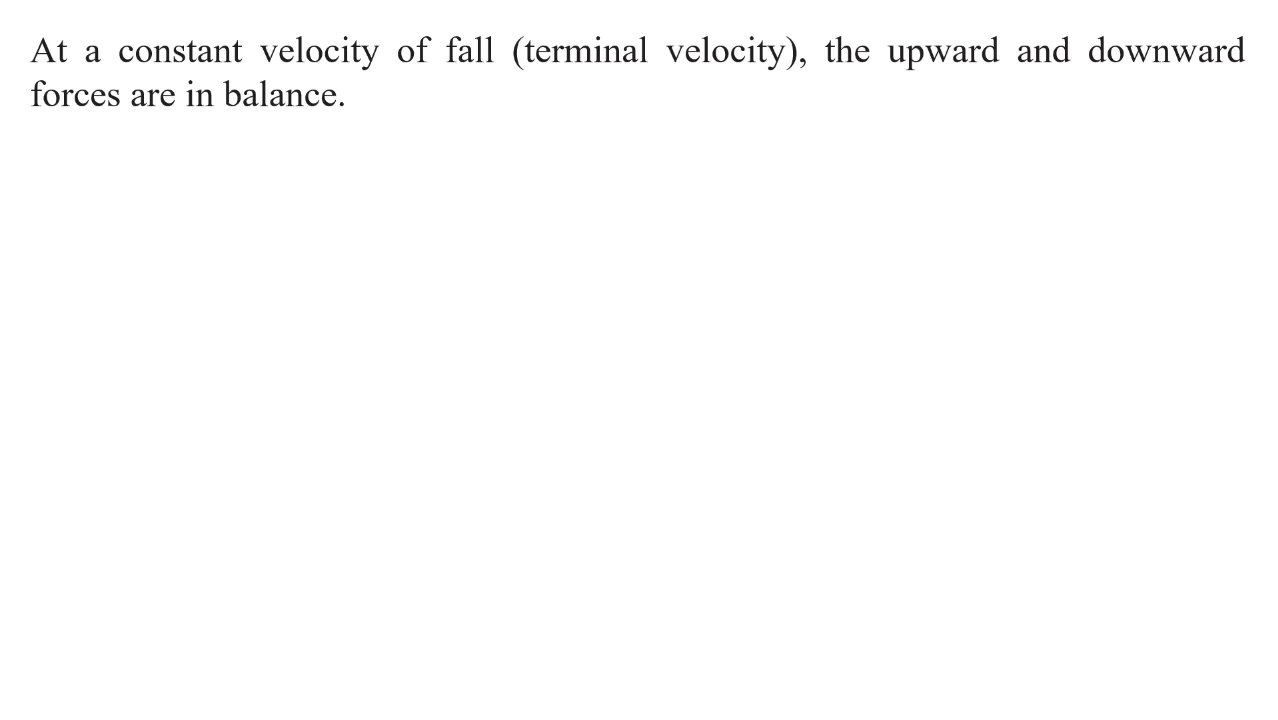 At a constant velocity of fall (terminal velocity), the upward and downward
forces are in balance.